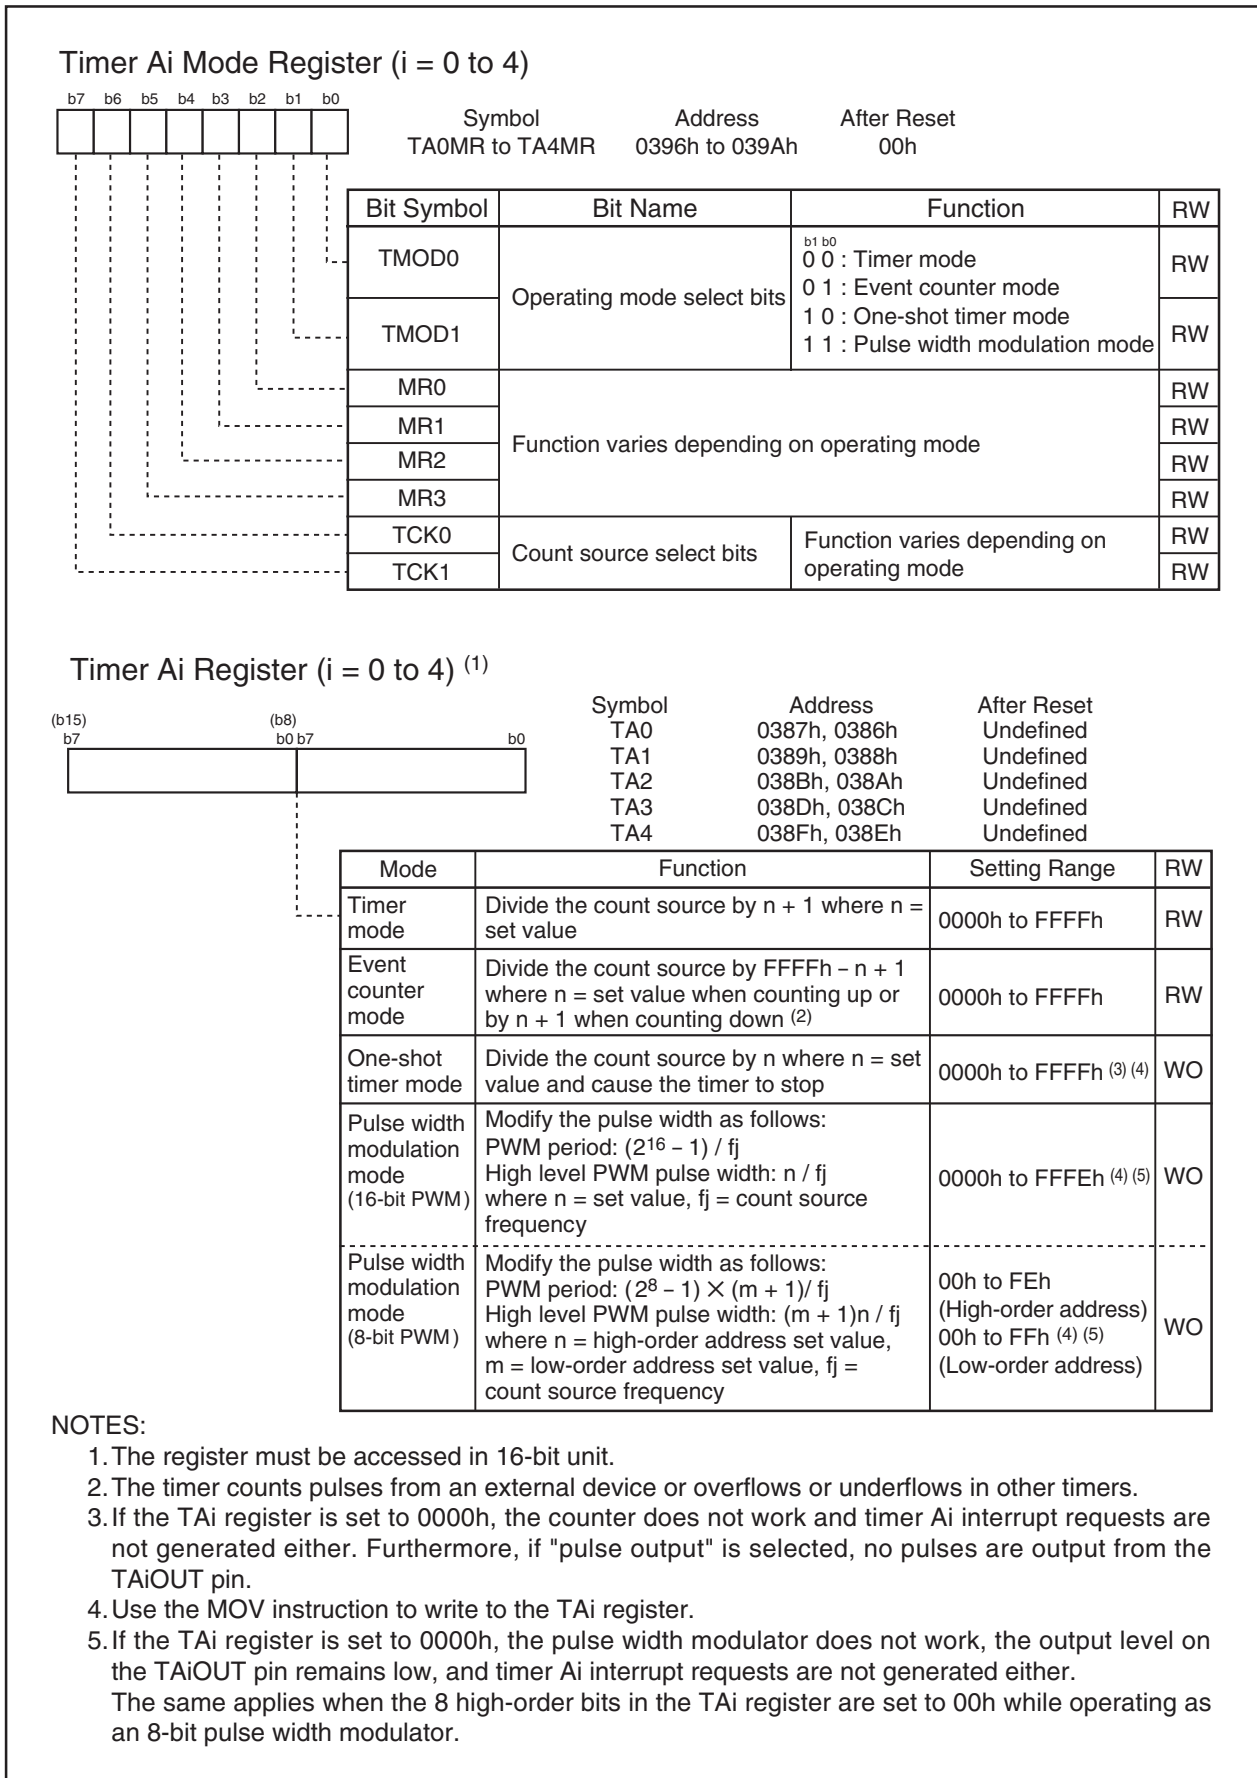 Timer Ai Mode Register (i = 0 to 4)
b7 b6 b5 b4 b3 b2 b1 b0
Symbol Address After Reset
TA0MR to TA4MR 0396h to 039Ah 00h
Bit Symbol Bit Name Function RW
TMOD0 Operating mode select bits b1 b0
0 0 : Timer mode RW
0 1 : Event counter mode
TMOD1 1 0 : One-shot timer mode RW
1 1 : Pulse width modulation mode
MR0 Function varies depending on operating mode RW
MR1 RW
MR2 RW
MR3 RW
TCK0 Count source select bits Function varies depending on RW
TCK1 operating mode RW
Timer Ai Register (i = 0 to 4) (1)
(b15) (b8)
b7 b0 b7 b0
Symbol Address After Reset
TA0 0387h, 0386h Undefined
TA1 0389h, 0388h Undefined
TA2 038Bh, 038Ah Undefined
TA3 038Dh, 038Ch Undefined
TA4 038Fh, 038Eh Undefined
Mode Function Setting Range RW
Timer mode Divide the count source by n + 1 where n =
set value 0000h to FFFFh RW
Event counter mode Divide the count source by FFFFh – n + 1
where n = set value when counting up or
by n + 1 when counting down (2) 0000h to FFFFh RW
One-shot timer mode Divide the count source by n where n = set
value and cause the timer to stop 0000h to FFFFh (3) (4) WO
Pulse width modulation mode (16-bit PWM) Modify the pulse width as follows:
PWM period: (2^16 – 1) / fj
High level PWM pulse width: n / fj
where n = set value, fj = count source
frequency 0000h to FFFEh (4) (5) WO
Pulse width modulation mode (8-bit PWM) Modify the pulse width as follows:
PWM period: (2^8 – 1) × (m + 1)/ fj
High level PWM pulse width: (m + 1)n / fj
where n = high-order address set value,
m = low-order address set value, fj =
count source frequency
00h to FEh
(High-order address)
00h to FFh (4) (5)
(Low-order address) WO
NOTES:
1. The register must be accessed in 16-bit unit.
2. The timer counts pulses from an external device or overflows or underflows in other timers.
3. If the TAi register is set to 0000h, the counter does not work and timer Ai interrupt requests are
not generated either. Furthermore, if "pulse output" is selected, no pulses are output from the
TAiOUT pin.
4. Use the MOV instruction to write to the TAi register.
5. If the TAi register is set to 0000h, the pulse width modulator does not work, the output level on
the TAiOUT pin remains low, and timer Ai interrupt requests are not generated either.
The same applies when the 8 high-order bits in the TAi register are set to 00h while operating as
an 8-bit pulse width modulator.